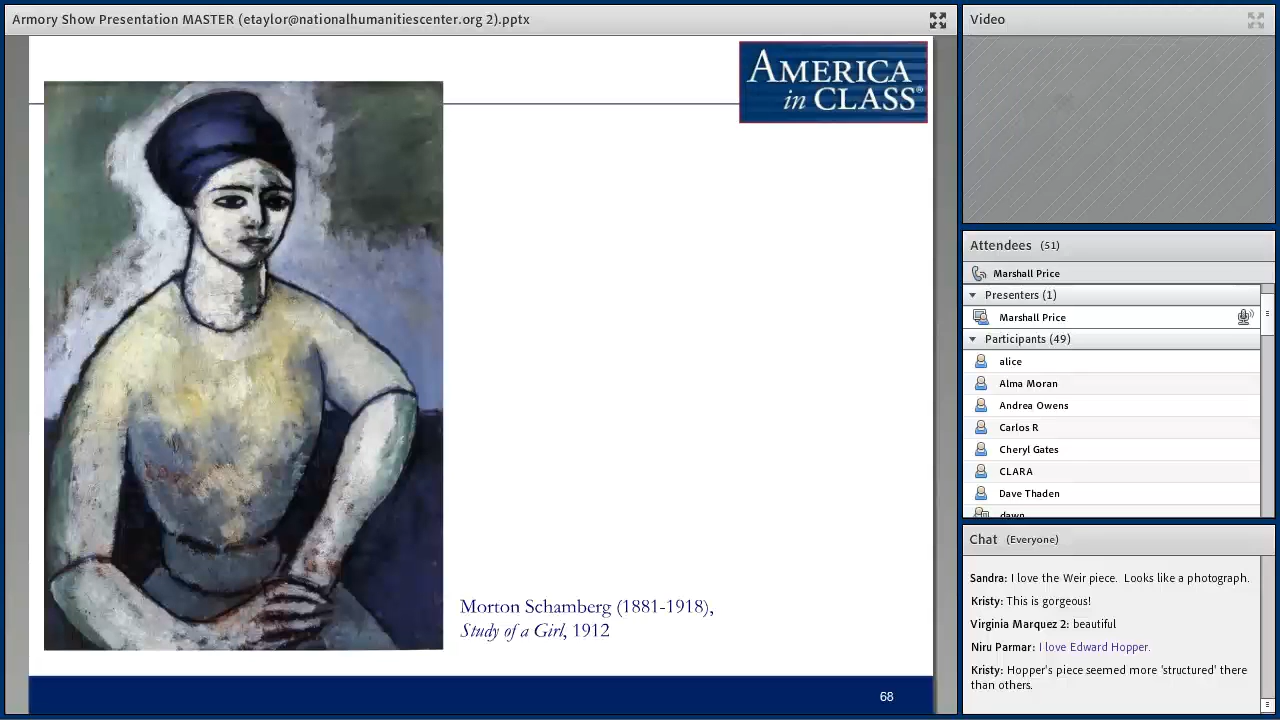 Armory Show Presentation MASTER (etaylor@nationalhumanitiescenter.org 2).pptx
AMERICA
in CLASS®
Morton Schamberg (1881-1918),
Study of a Girl, 1912
68
Video
Attendees (51)
Marshall Price
Presenters (1)
Marshall Price
Participants (49)
alice
Alma Moran
Andrea Owens
Carlos R
Cheryl Gates
CLARA
Dave Thaden
dawn
Chat (Everyone)
Sandra: I love the Weir piece. Looks like a photograph.
Kristy: This is gorgeous!
Virginia Marquez 2: beautiful
Niru Parmar: I love Edward Hopper.
Kristy: Hopper's piece seemed more 'structured' there
than others.